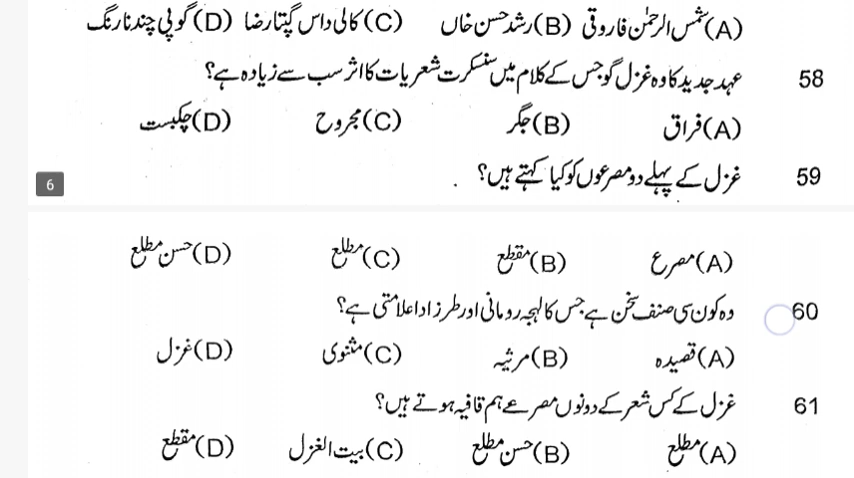 (A) شمس الرحمٰن فاروقی (B) رشید حسن خاں (C) کالی داس گپتا رضا (D) گوپی چند نارنگ
58 عہد جدید کا وہ غزل گو جس کے کلام میں سنسکرت شعریات کا اثر سب سے زیادہ ہے؟
(A) فراق (B) جگر (C) مجروح (D) چکبست
59 غزل کے پہلے دو مصرعوں کو کیا کہتے ہیں؟
6
(A) مصرع (B) مقطع (C) مطلع (D) حسن مطلع
60 وہ کون سی صنف سخن ہے جس کا لہجہ رومانی اور طرز ادا علامتی ہے؟
(A) قصیدہ (B) مرثیہ (C) مثنوی (D) غزل
61 غزل کے کس شعر کے دونوں مصرعے ہم قافیہ ہوتے ہیں؟
(A) مطلع (B) حسن مطلع (C) بیت الغزل (D) مقطع